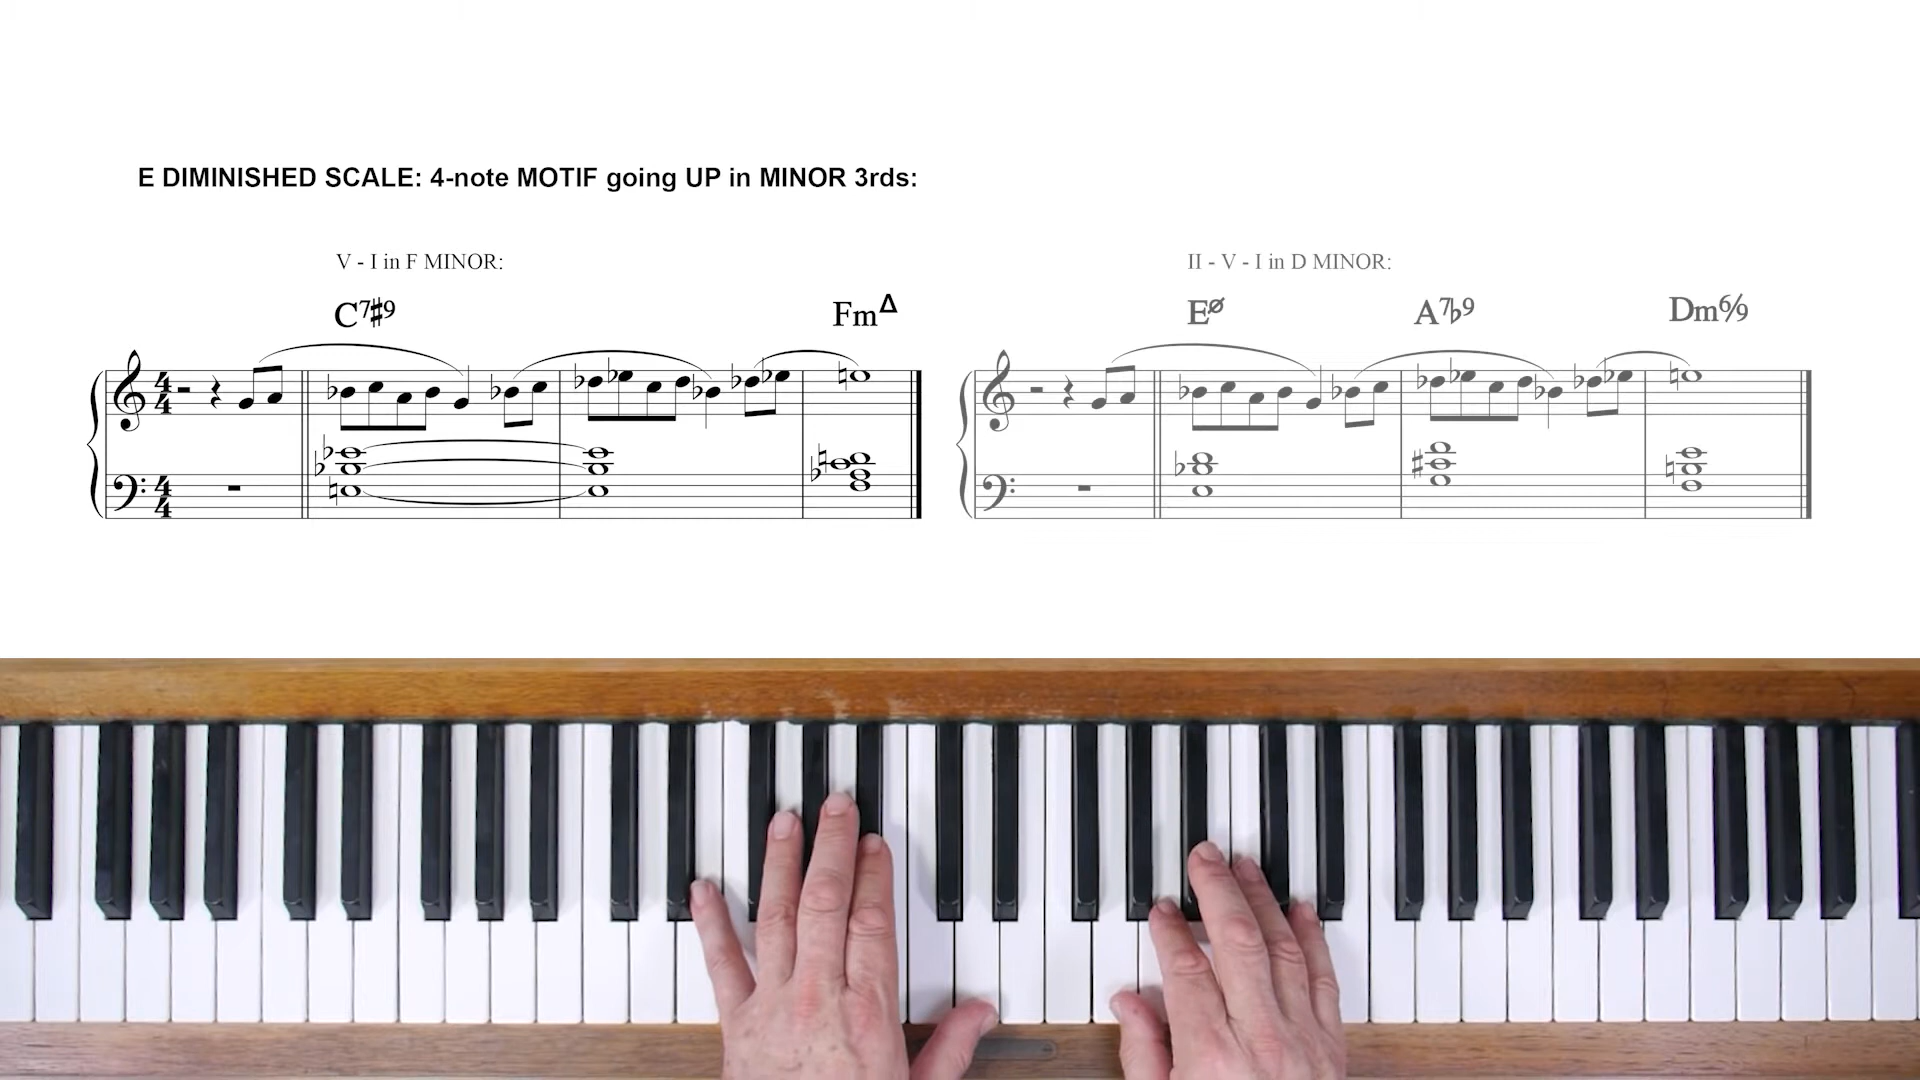 E DIMINISHED SCALE: 4-note MOTIF going UP in MINOR 3rds:
V - I in F MINOR:
C7♯9
FmΔ
II - V - I in D MINOR:
Eø
A7♭9
Dm6/9